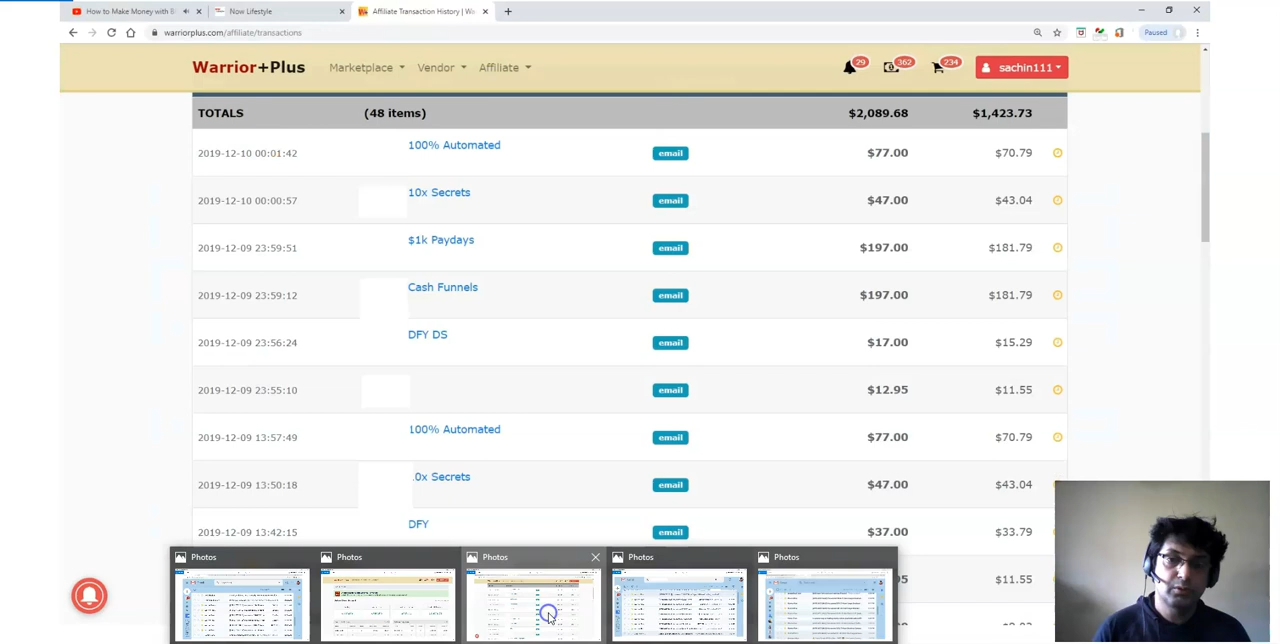 How to Make Money with B
Now Lifestyle
Affiliate Transaction History | Wa
warriorplus.com/affiliate/transactions
Paused
Warrior+Plus Marketplace Vendor Affiliate 29 362 234 sachin111
TOTALS (48 items) $2,089.68 $1,423.73
2019-12-10 00:01:42 100% Automated email $77.00 $70.79
2019-12-10 00:00:57 10x Secrets email $47.00 $43.04
2019-12-09 23:59:51 $1k Paydays email $197.00 $181.79
2019-12-09 23:59:12 Cash Funnels email $197.00 $181.79
2019-12-09 23:56:24 DFY DS email $17.00 $15.29
2019-12-09 23:55:10 email $12.95 $11.55
2019-12-09 13:57:49 100% Automated email $77.00 $70.79
2019-12-09 13:50:18 0x Secrets email $47.00 $43.04
2019-12-09 13:42:15 DFY email $37.00 $33.79
Photos Photos Photos Photos Photos
95 $11.55